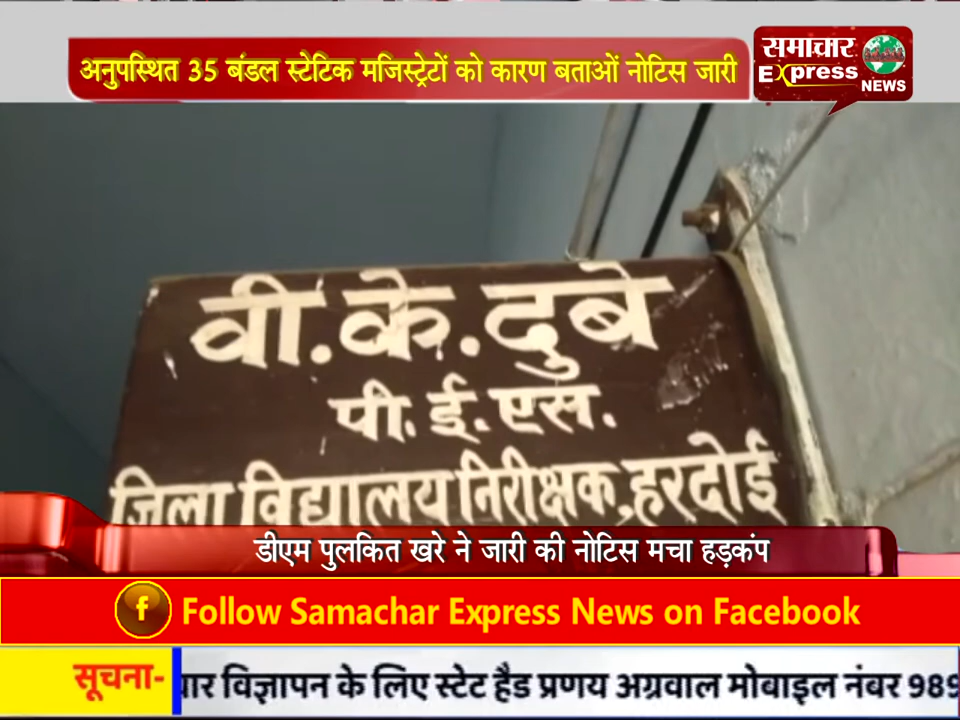 अनुपस्थित 35 बंडल स्टेटिक मजिस्ट्रेटों को कारण बताओं नोटिस जारी
समाचार
Express
NEWS
वी.के.दुबे
पी.ई.एस.
जिला विद्यालय निरीक्षक,हरदोई
डीएम पुलकित खरे ने जारी की नोटिस मचा हड़कंप
f Follow Samachar Express News on Facebook
सूचना- विज्ञापन के लिए स्टेट हैड प्रणय अग्रवाल मोबाइल नंबर 989